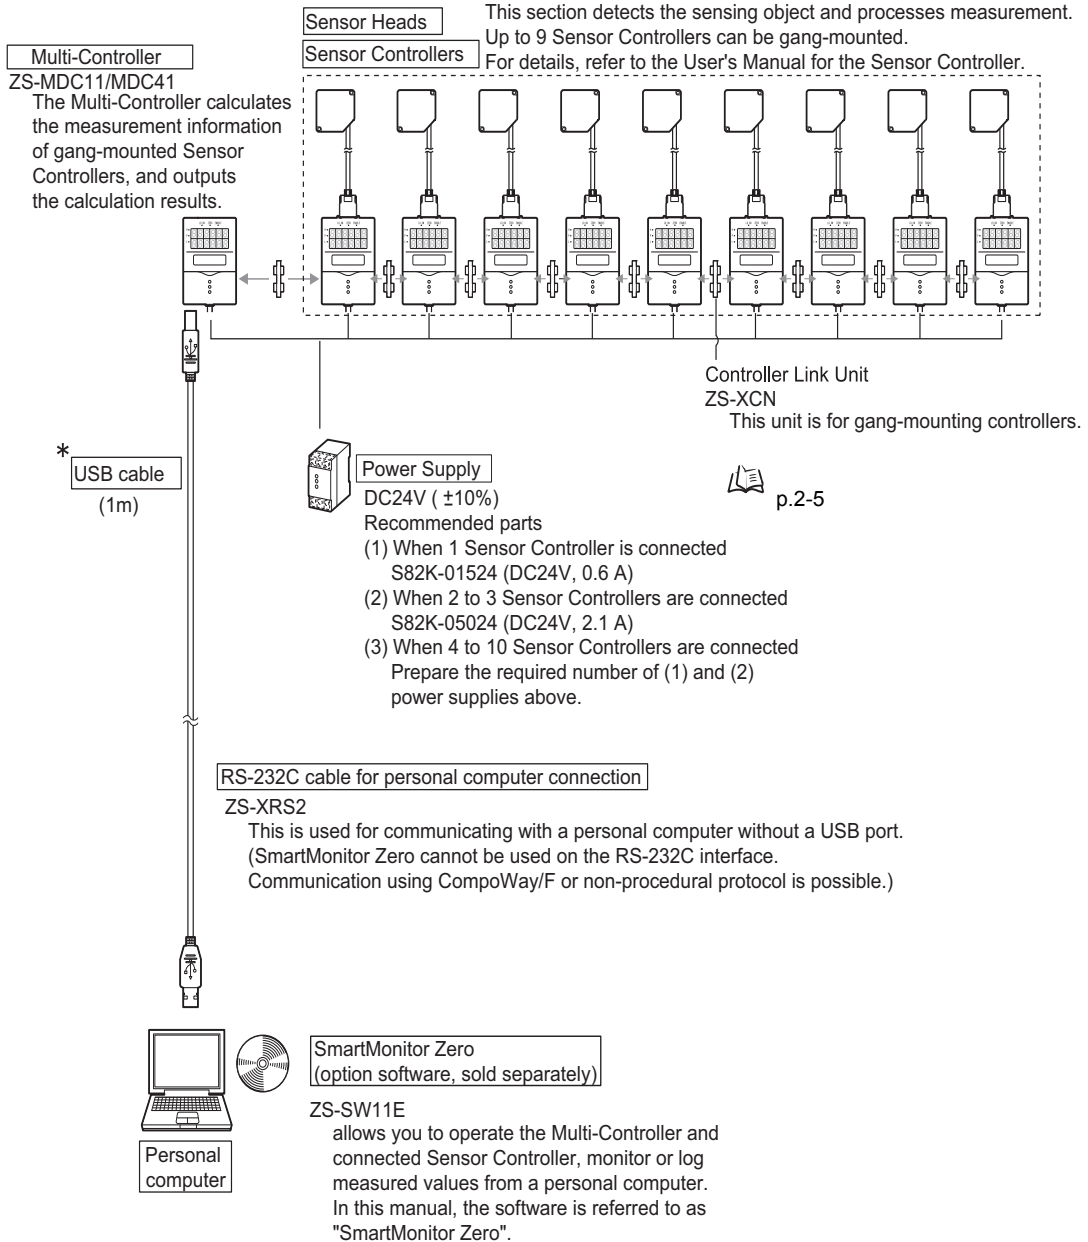 Sensor Heads
This section detects the sensing object and processes measurement.
Up to 9 Sensor Controllers can be gang-mounted.
Sensor Controllers
For details, refer to the User's Manual for the Sensor Controller.
Multi-Controller
ZS-MDC11/MDC41
The Multi-Controller calculates
the measurement information
of gang-mounted Sensor
Controllers, and outputs
the calculation results.
Controller Link Unit
ZS-XCN
This unit is for gang-mounting controllers.
p.2-5
*
USB cable
(1m)
Power Supply
DC24V ( ±10%)
Recommended parts
(1) When 1 Sensor Controller is connected
S82K-01524 (DC24V, 0.6 A)
(2) When 2 to 3 Sensor Controllers are connected
S82K-05024 (DC24V, 2.1 A)
(3) When 4 to 10 Sensor Controllers are connected
Prepare the required number of (1) and (2)
power supplies above.
RS-232C cable for personal computer connection
ZS-XRS2
This is used for communicating with a personal computer without a USB port.
(SmartMonitor Zero cannot be used on the RS-232C interface.
Communication using CompoWay/F or non-procedural protocol is possible.)
SmartMonitor Zero
(option software, sold separately)
ZS-SW11E
allows you to operate the Multi-Controller and
connected Sensor Controller, monitor or log
measured values from a personal computer.
In this manual, the software is referred to as
"SmartMonitor Zero".
Personal
computer